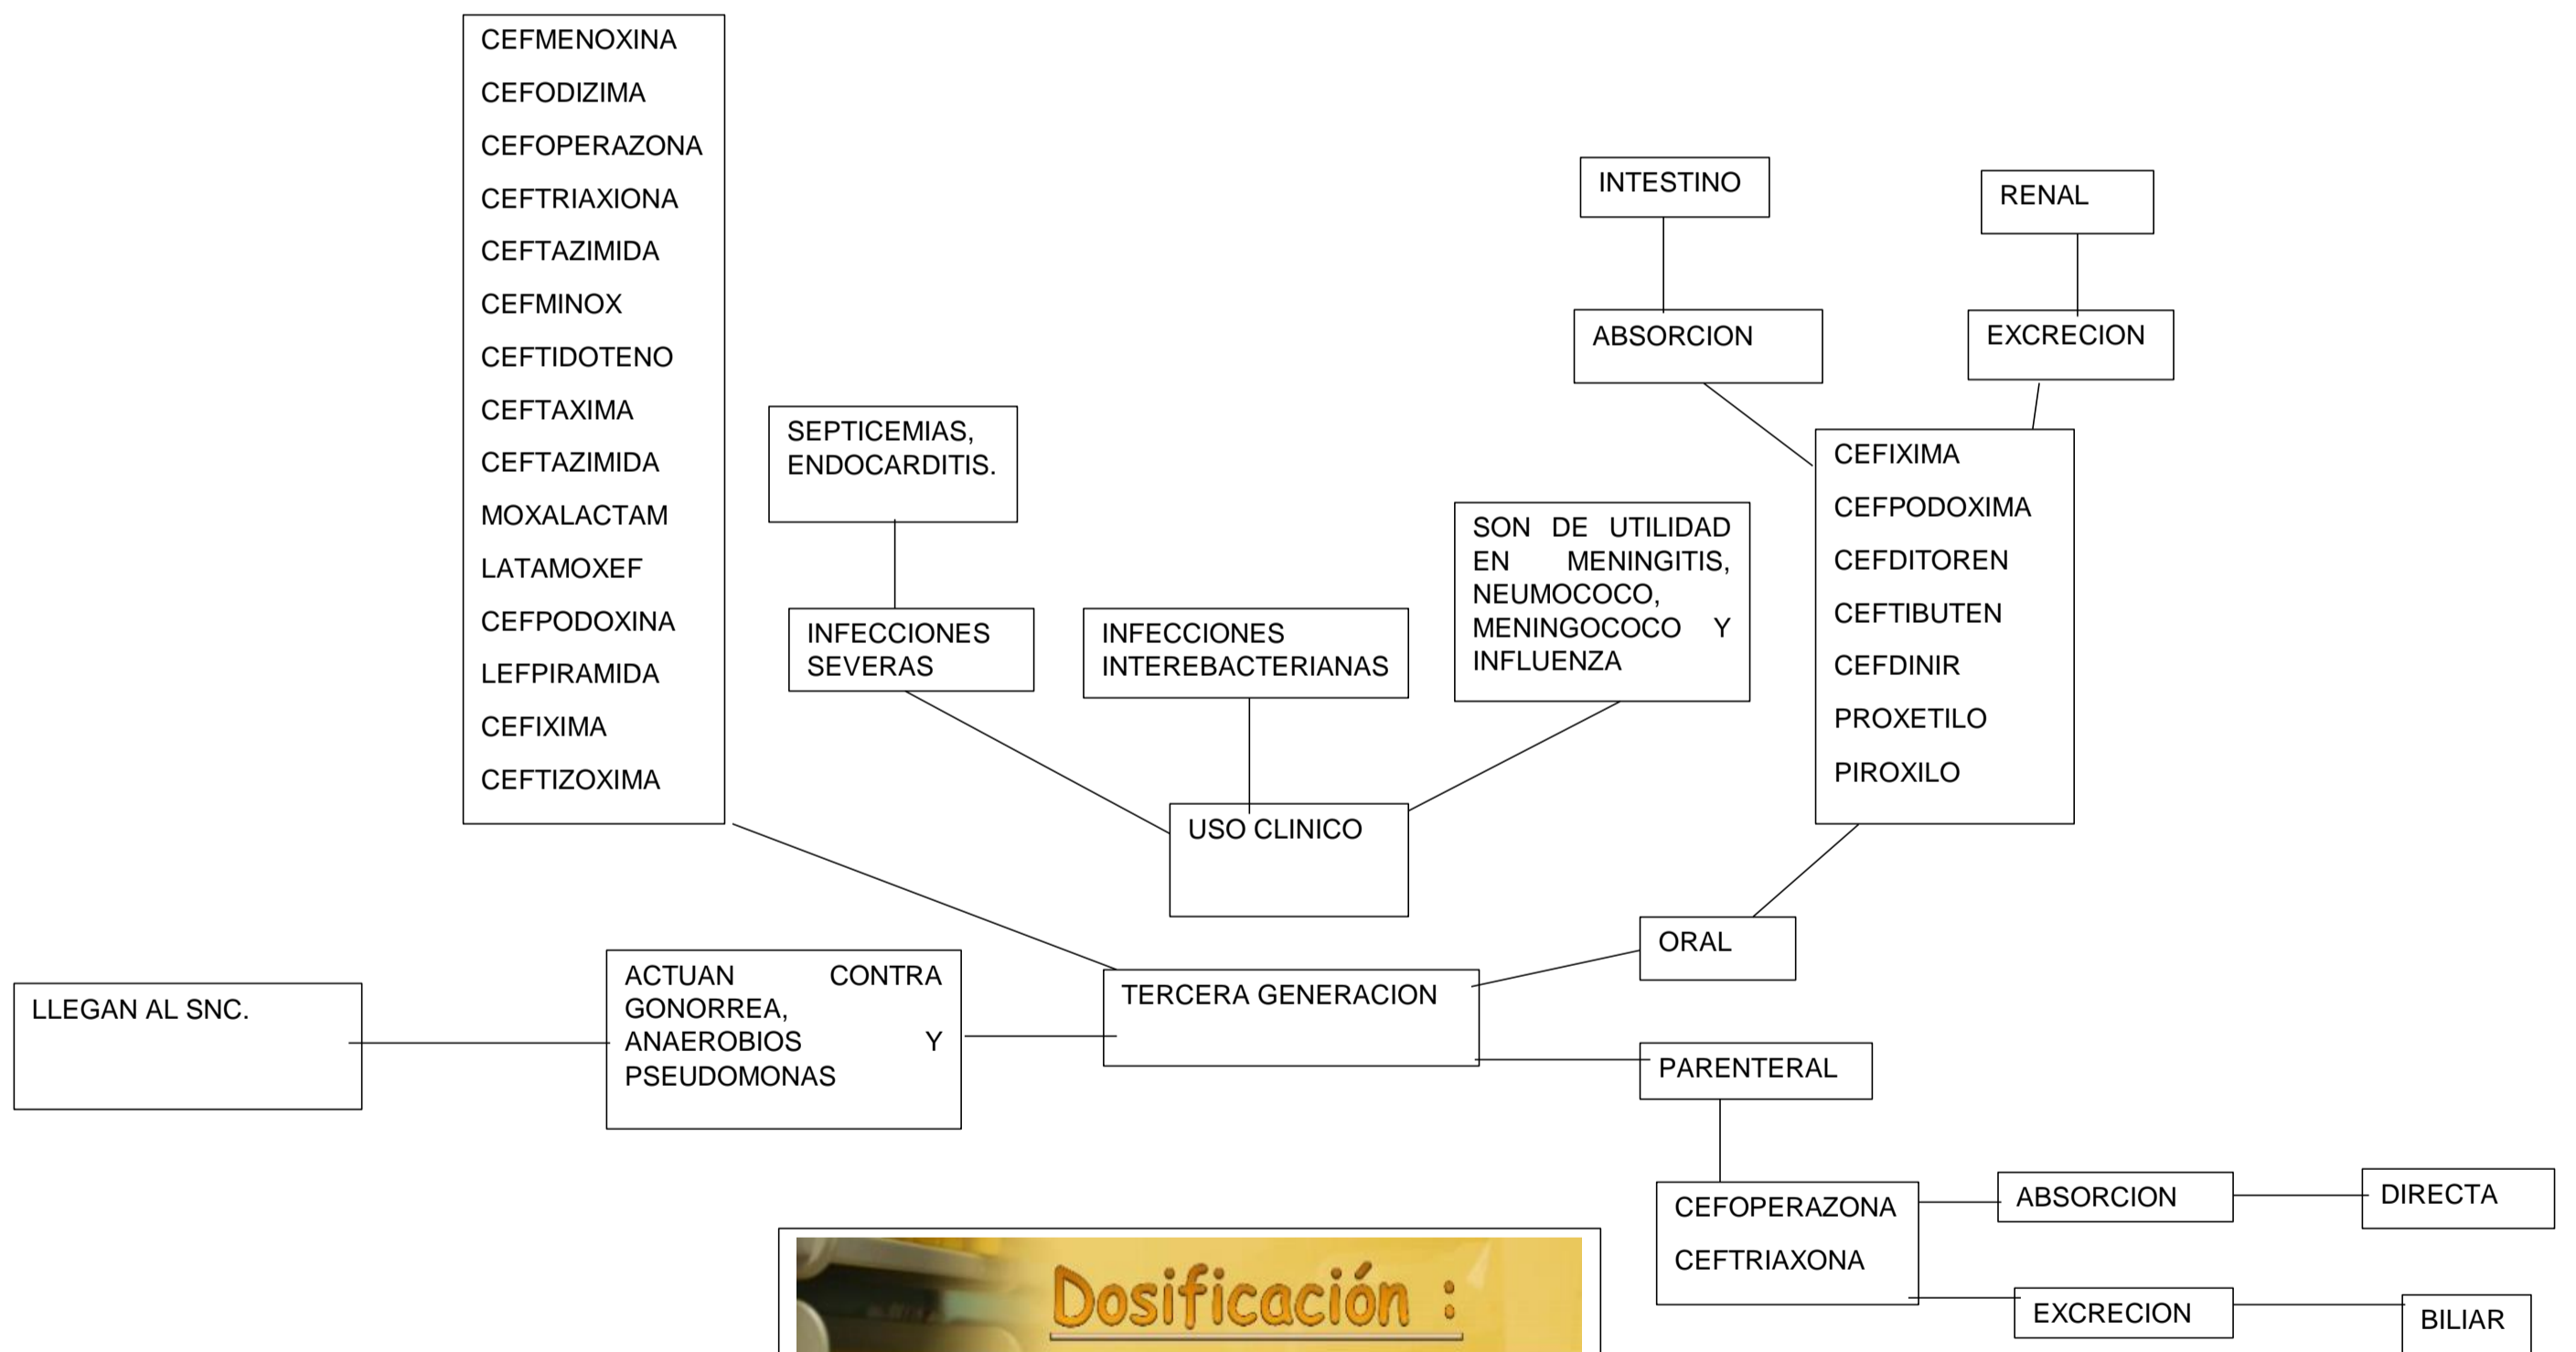 CEFMENOXINA
CEFODIZIMA
CEFOPERAZONA
CEFTRIAXIONA
CEFTAZIMIDA
CEFMINOX
CEFTIDOTENO
CEFTAXIMA
CEFTAZIMIDA
MOXALACTAM
LATAMOXEF
CEFPODOXINA
LEFPIRAMIDA
CEFIXIMA
CEFTIZOXIMA
SEPTICEMIAS,
ENDOCARDITIS.
INFECCIONES
SEVERAS
INFECCIONES
INTEREBACTERIANAS
SON DE UTILIDAD
EN MENINGITIS,
NEUMOCOCO,
MENINGOCOCO Y
INFLUENZA
USO CLINICO
INTESTINO
ABSORCION
RENAL
EXCRECION
CEFIXIMA
CEFPODOXIMA
CEFDITOREN
CEFTIBUTEN
CEFDINIR
PROXETILO
PIROXILO
ORAL
LLEGAN AL SNC.
ACTUAN CONTRA
GONORREA,
ANAEROBIOS Y
PSEUDOMONAS
TERCERA GENERACION
PARENTERAL
CEFOPERAZONA
CEFTRIAXONA
ABSORCION
DIRECTA
EXCRECION
BILIAR
Dosificación :